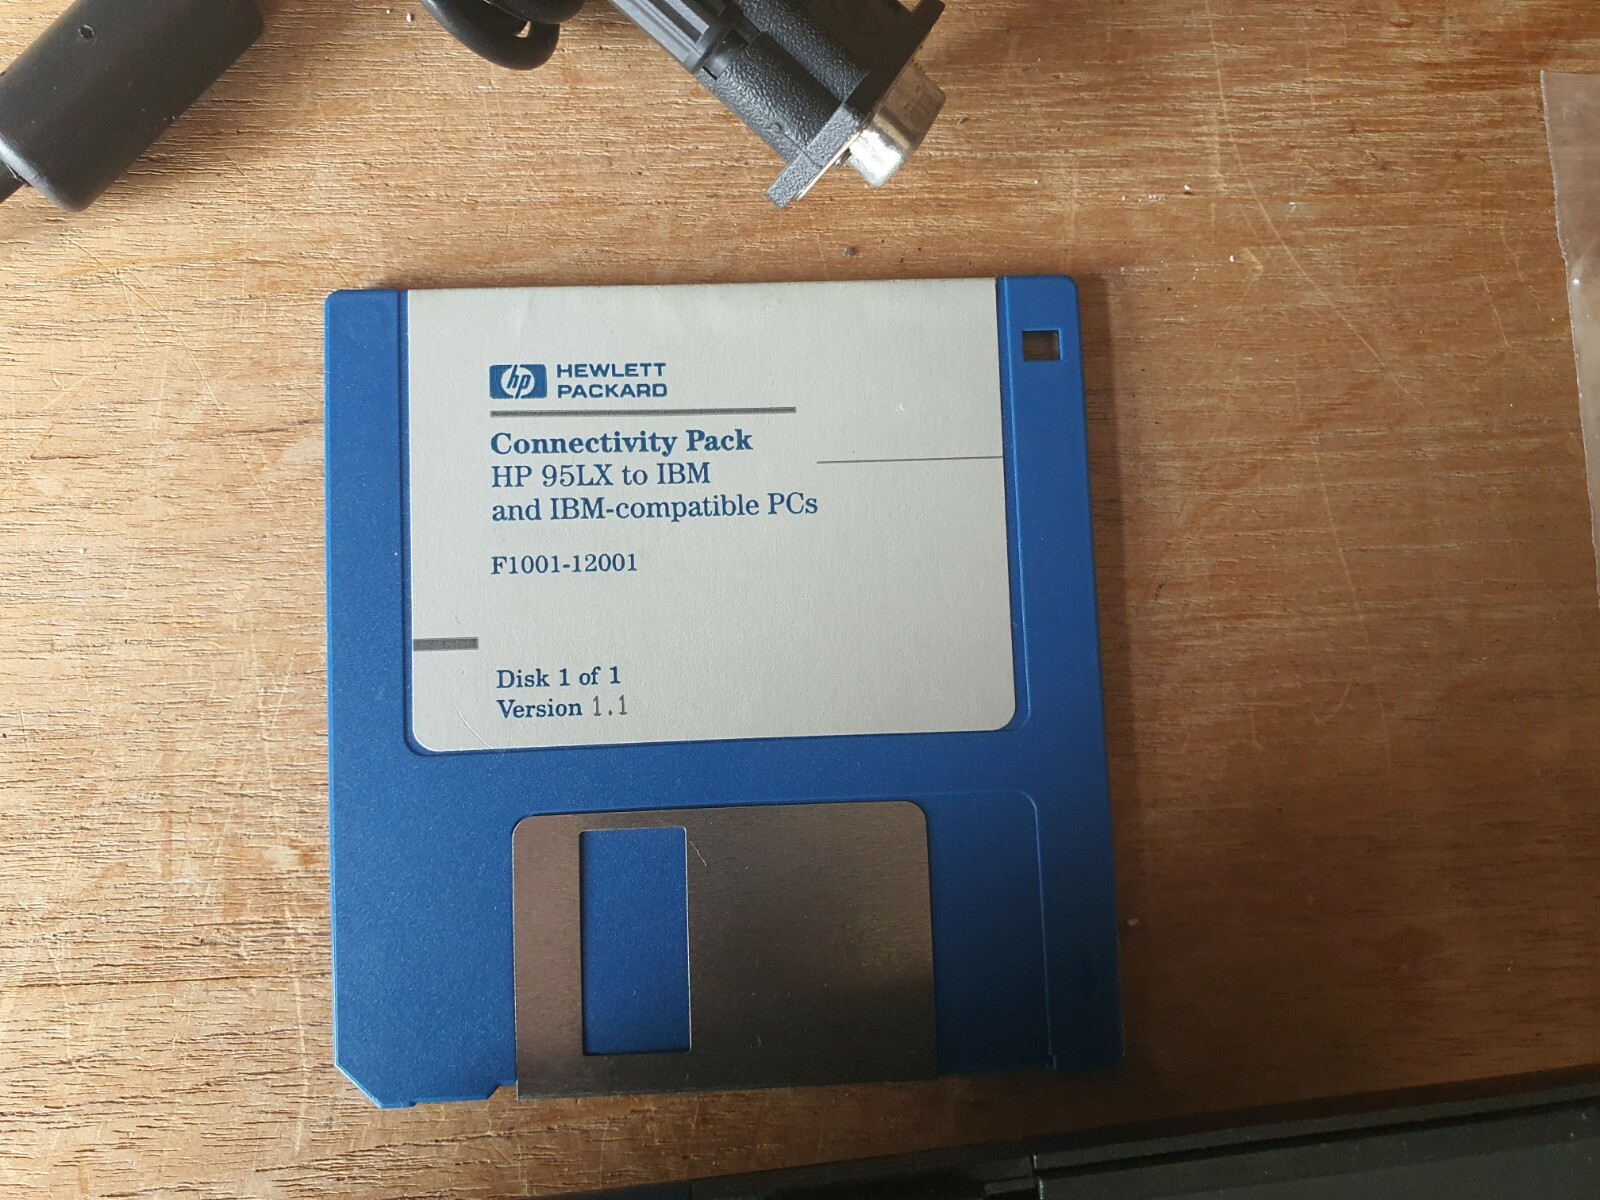 hp HEWLETT
PACKARD
Connectivity Pack
HP 95LX to IBM
and IBM-compatible PCs
F1001-12001
Disk 1 of 1
Version 1.1